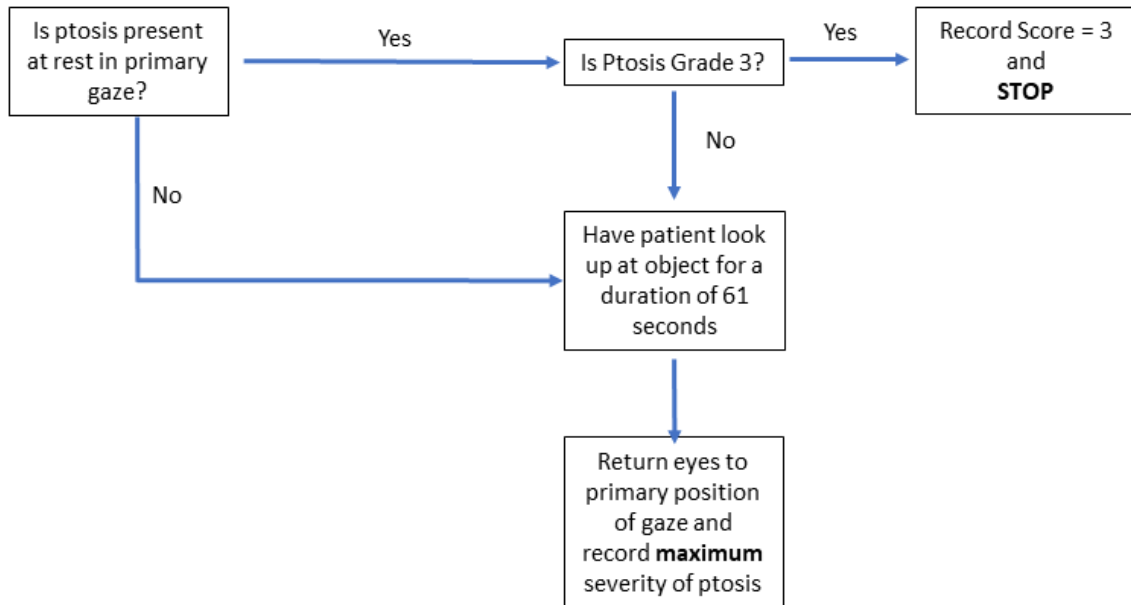 Is ptosis present
at rest in primary
gaze?
Yes
Is Ptosis Grade 3?
Yes
Record Score = 3
and
STOP
No
No
Have patient look
up at object for a
duration of 61
seconds
Return eyes to
primary position
of gaze and
record maximum
severity of ptosis